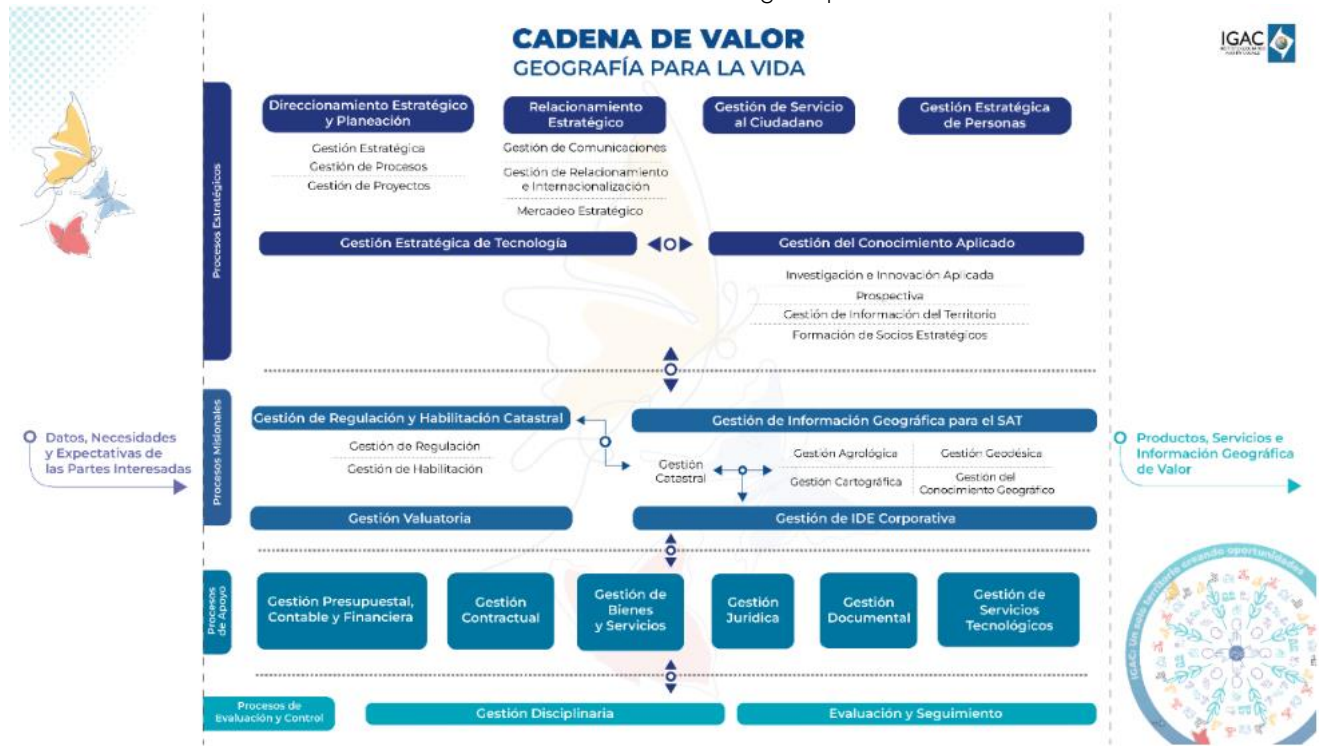 CADENA DE VALOR
GEOGRAFÍA PARA LA VIDA
IGAC
Procesos Estratégicos
Direccionamiento Estratégico
y Planeación
Gestión Estratégica
Gestión de Procesos
Gestión de Proyectos
Relacionamiento
Estratégico
Gestión de Comunicaciones
Gestión de Relacionamiento
e Internacionalización
Mercadeo Estratégico
Gestión de Servicio
al Ciudadano
Gestión Estratégica
de Personas
Gestión Estratégica de Tecnología
Gestión del Conocimiento Aplicado
Investigación e Innovación Aplicada
Prospectiva
Gestión de Información del Territorio
Formación de Socios Estratégicos
Datos, Necesidades
y Expectativas de
las Partes Interesadas
Procesos Misionales
Gestión de Regulación y Habilitación Catastral
Gestión de Regulación
Gestión de Habilitación
Gestión de Información Geográfica para el SAT
Gestión
Catastral
Gestión Agrológica
Gestión Geodésica
Gestión Cartográfica
Gestión del
Conocimiento Geográfico
Gestión Valuatoria
Gestión de IDE Corporativa
Productos, Servicios e
Información Geográfica
de Valor
Procesos
de Apoyo
Gestión Presupuestal,
Contable y Financiera
Gestión
Contractual
Gestión de
Bienes
y Servicios
Gestión
Jurídica
Gestión
Documental
Gestión de
Servicios
Tecnológicos
IGAC: Un solo territorio creando oportunidades
Procesos de
Evaluación y Control
Gestión Disciplinaria
Evaluación y Seguimiento